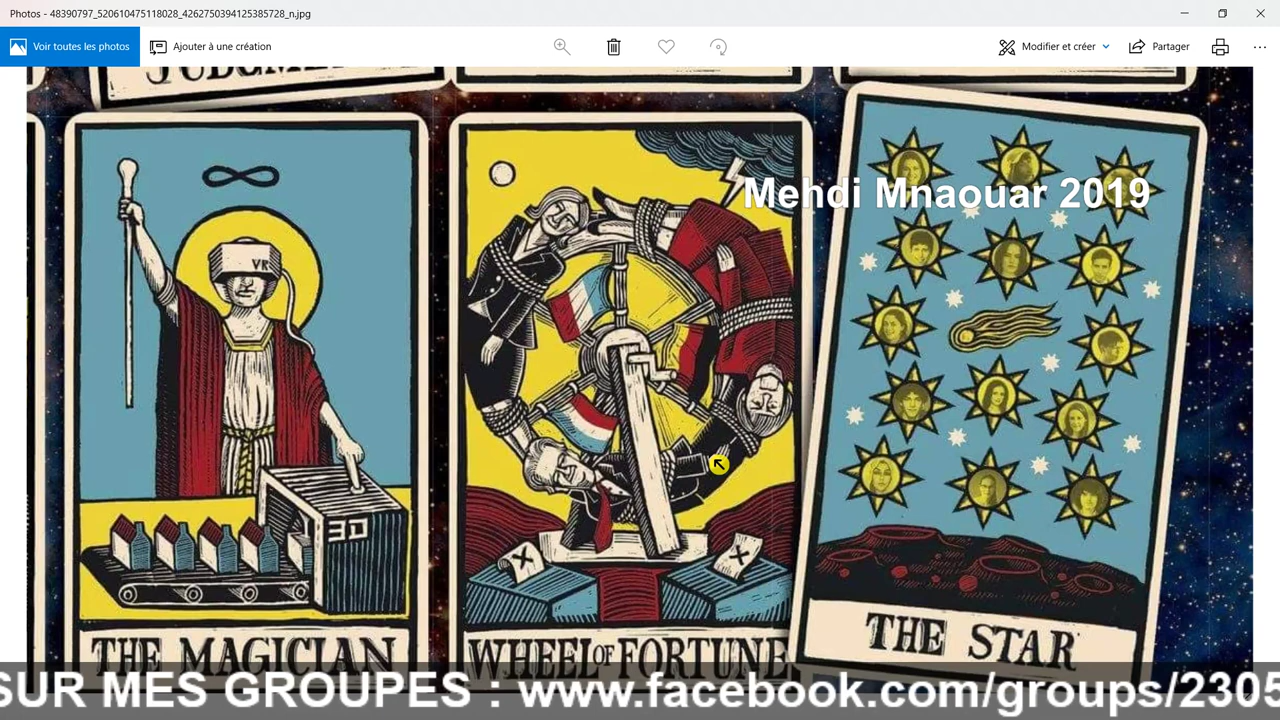 Photos - 48390797_520610475118028_4262750394125385728_n.jpg
Voir toutes les photos
Ajouter à une création
Modifier et créer
Partager
JUDGMENT
Mehdi Mnaouar 2019
VR
3D
THE MAGICIAN
WHEEL OF FORTUNE
THE STAR
SUR MES GROUPES : www.facebook.com/groups/2305